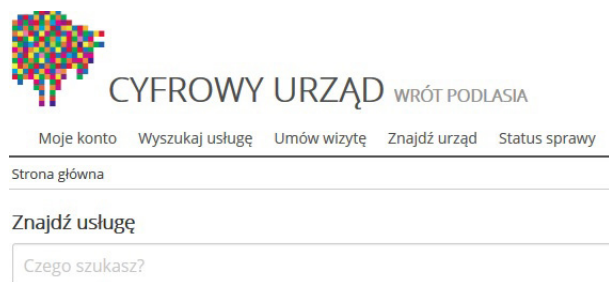 CYFROWY URZĄD WRÓT PODLASIA
Moje konto Wyszukaj usługę Umów wizytę Znajdź urząd Status sprawy
Strona główna
Znajdź usługę
Czego szukasz?